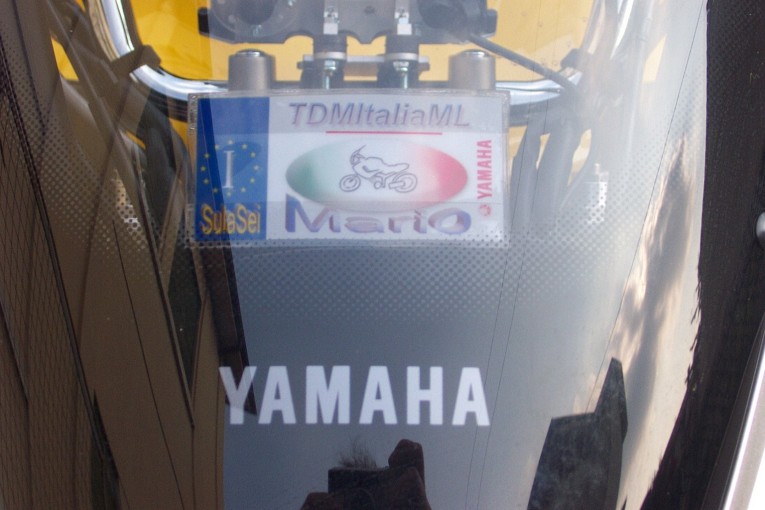 TDMItaliaML
I
SulaSei
YAMAHA
Mario
YAMAHA